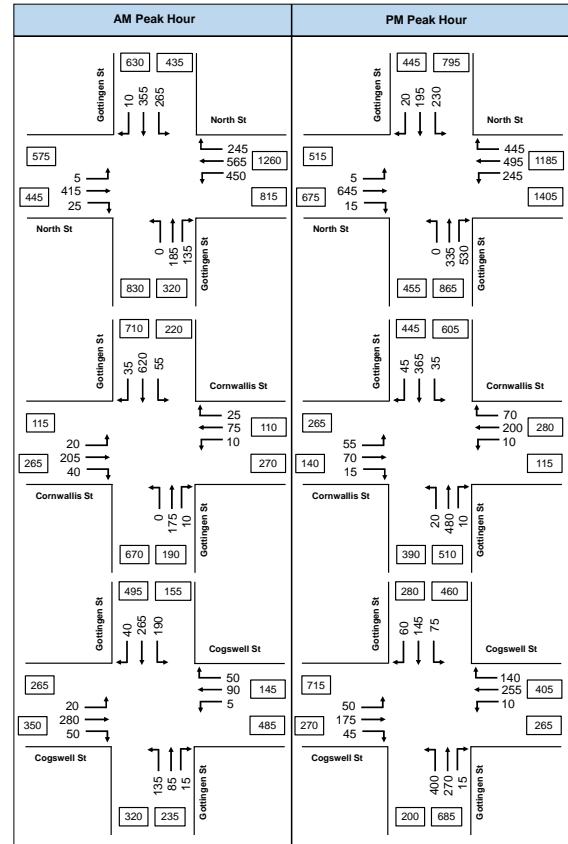 AM Peak Hour
PM Peak Hour
630 435
Gottingen St
10 355 265
North St
575
245
565
450
1260
5
415
25
445
815
North St
0 185 135
Gottingen St
830 320
445 795
Gottingen St
20 195 230
North St
515
445
495
245
1185
5
645
15
675
1405
North St
0 335 530
Gottingen St
455 865
710 220
Gottingen St
35 620 55
Cornwallis St
115
25
75
10
110
20
205
40
265
270
Cornwallis St
0 175 10
Gottingen St
670 190
445 605
Gottingen St
45 365 35
Cornwallis St
265
70
200
10
280
55
70
15
140
115
Cornwallis St
20 480 10
Gottingen St
390 510
495 155
Gottingen St
40 265 190
Cogswell St
265
50
90
5
145
20
280
50
350
485
Cogswell St
135 85 15
Gottingen St
320 235
280 460
Gottingen St
60 145 75
Cogswell St
715
140
255
10
405
50
175
45
270
265
Cogswell St
400 270 15
Gottingen St
200 685